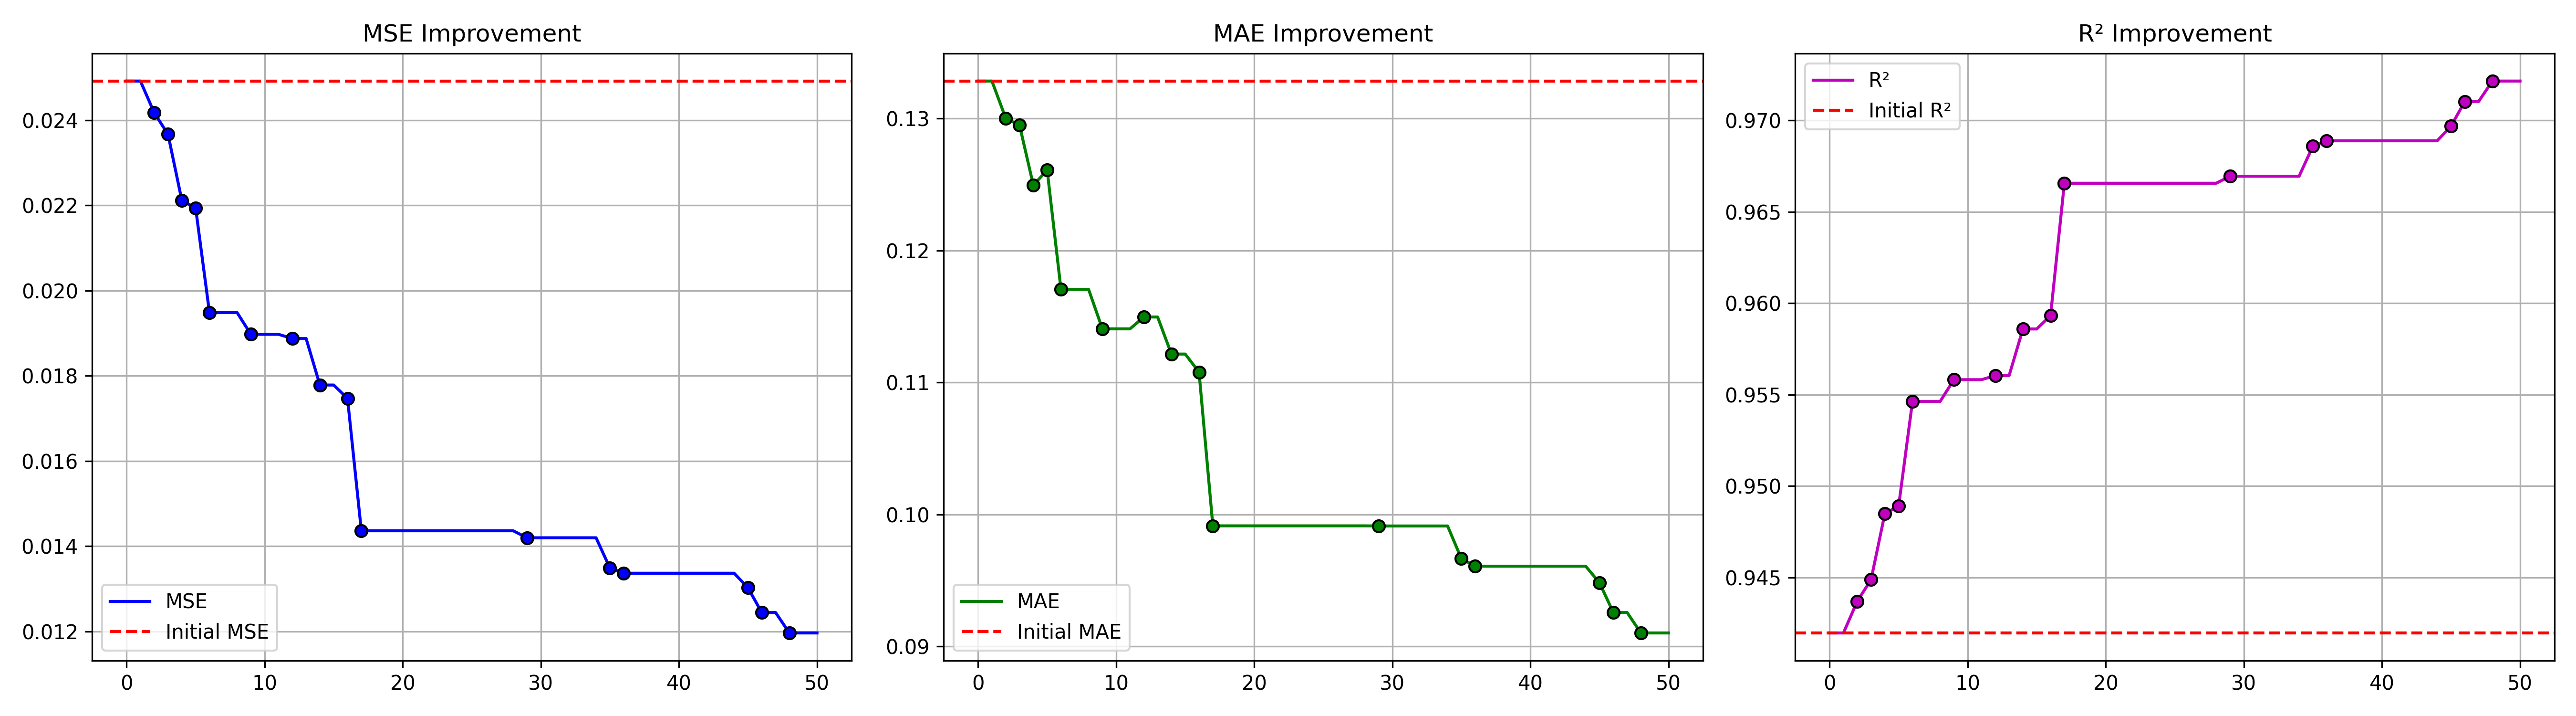 MSE Improvement
0.024
0.022
0.020
0.018
0.016
0.014
0.012
MSE
Initial MSE
0 10 20 30 40 50
MAE Improvement
0.13
0.12
0.11
0.10
0.09
MAE
Initial MAE
0 10 20 30 40 50
R² Improvement
R²
Initial R²
0.970
0.965
0.960
0.955
0.950
0.945
0 10 20 30 40 50